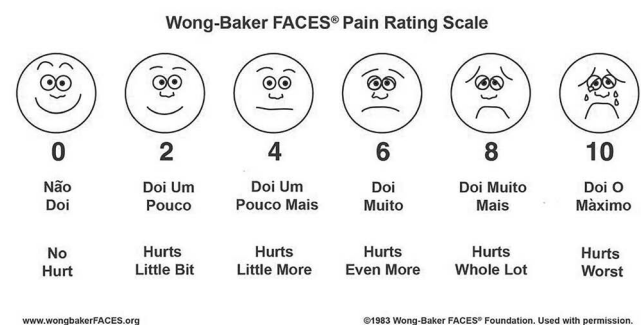 Wong-Baker FACES® Pain Rating Scale
0 2 4 6 8 10
Não Doi Um Doi Um Doi Doi Muito Doi O
Doi Pouco Pouco Mais Muito Mais Màximo
No Hurts Hurts Hurts Hurts Hurts
Hurt Little Bit Little More Even More Whole Lot Worst
www.wongbakerFACES.org ©1983 Wong-Baker FACES® Foundation. Used with permission.